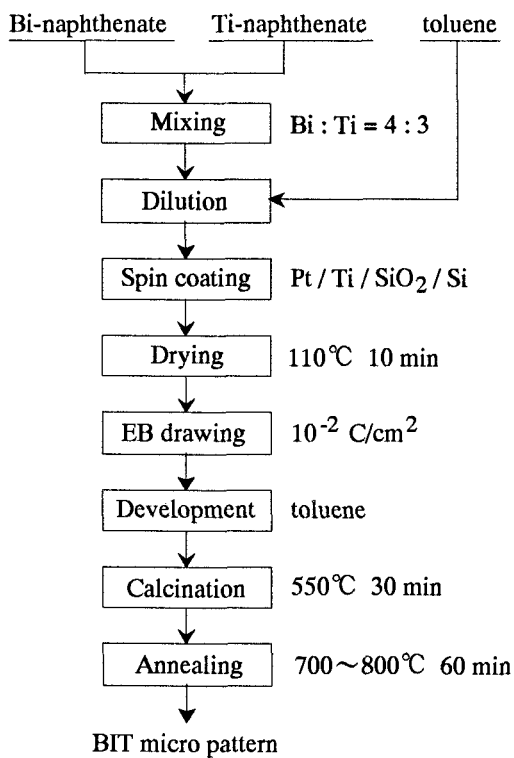 Bi-naphthenate Ti-naphthenate toluene
Mixing Bi : Ti = 4 : 3
Dilution
Spin coating Pt / Ti / SiO₂ / Si
Drying 110℃ 10 min
EB drawing 10⁻² C/cm²
Development toluene
Calcination 550℃ 30 min
Annealing 700～800℃ 60 min
BIT micro pattern